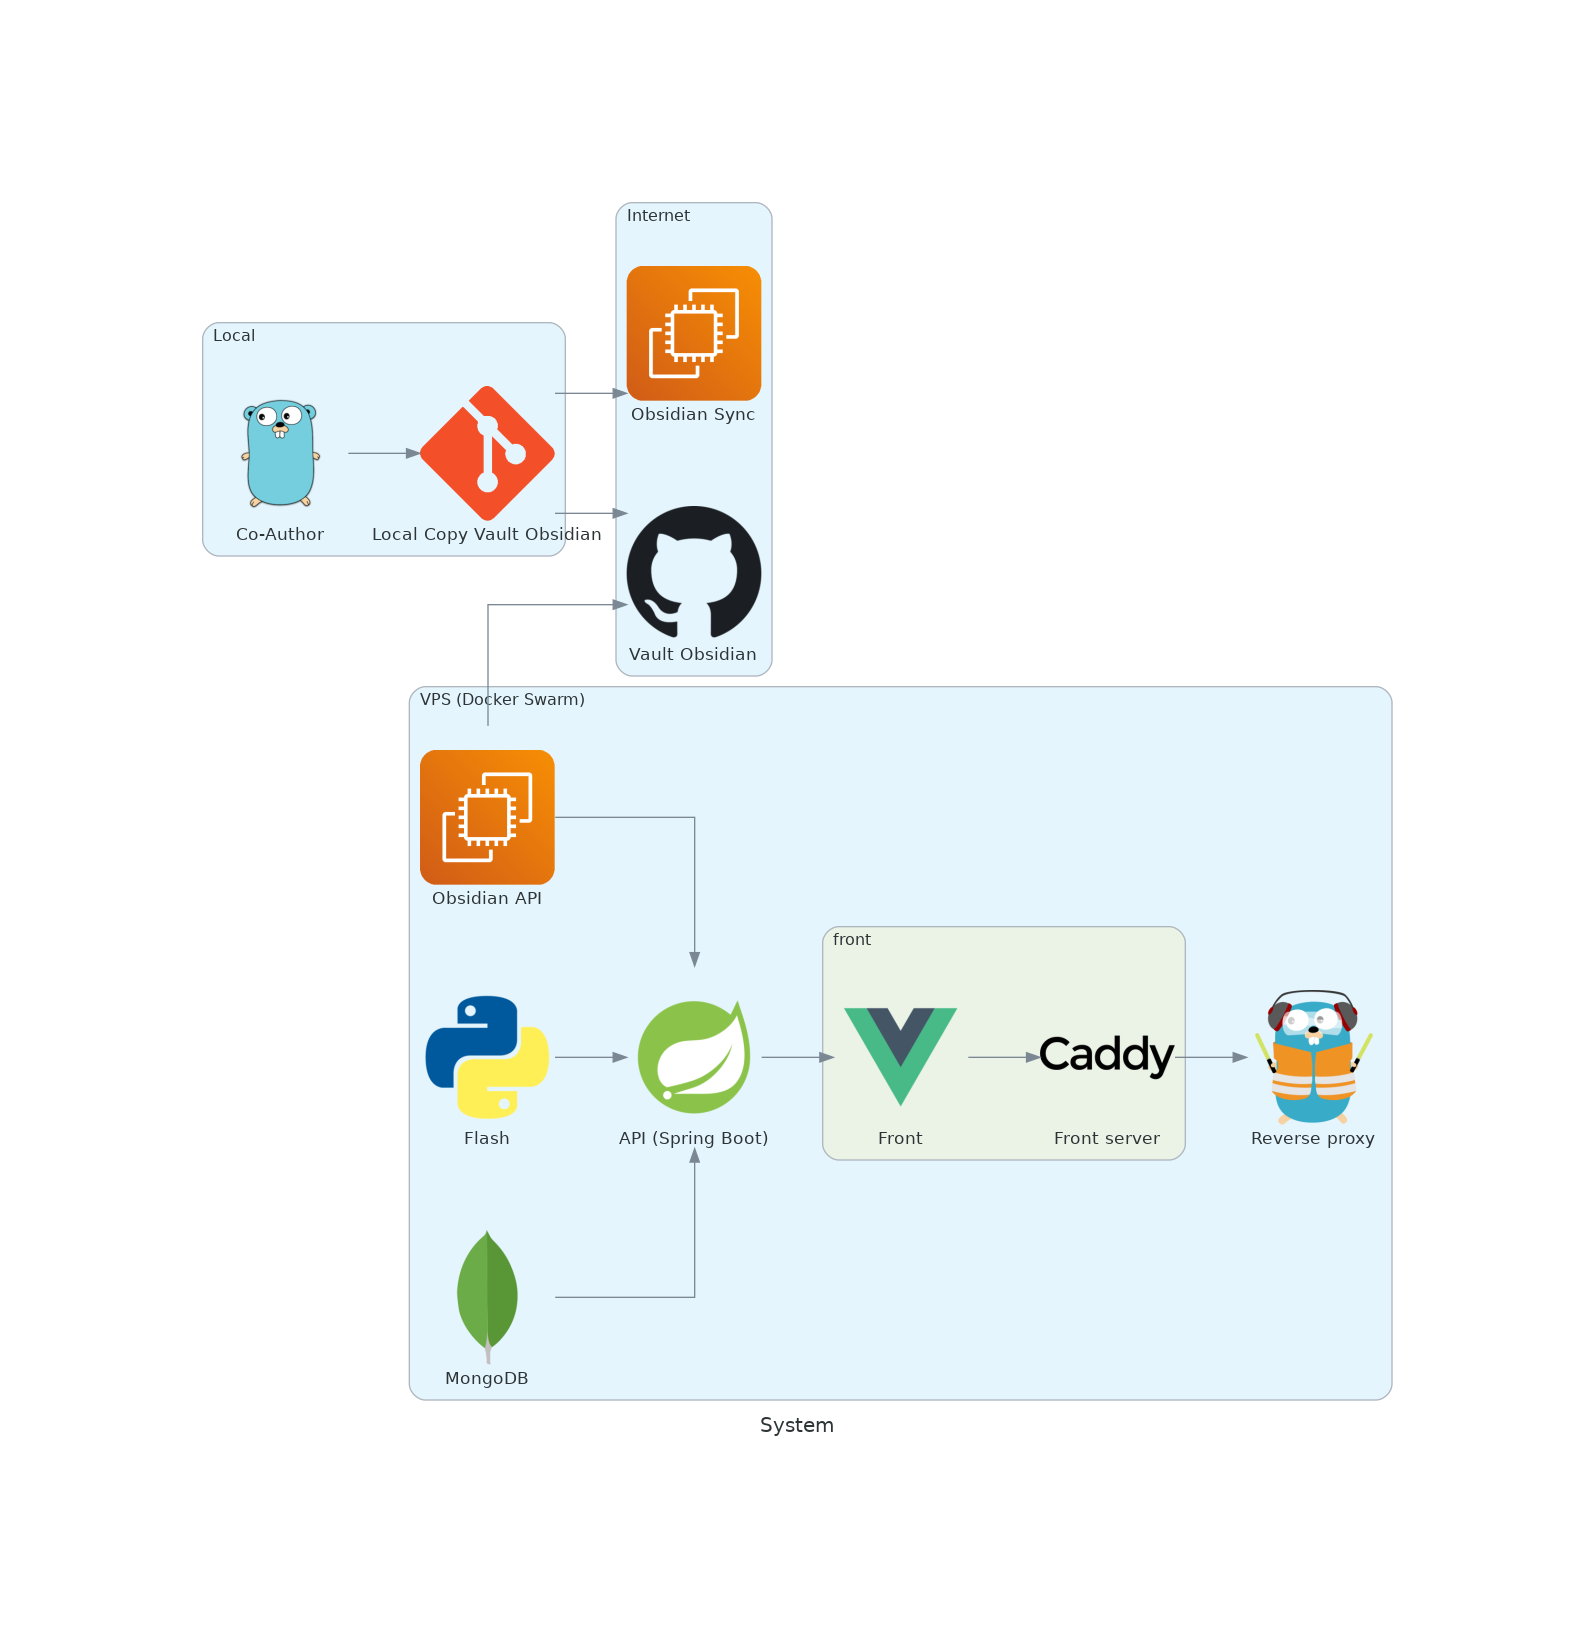 Internet
Obsidian Sync
Local
Co-Author
Local Copy Vault Obsidian
Vault Obsidian
VPS (Docker Swarm)
Obsidian API
front
Caddy
Flash
API (Spring Boot)
Front
Front server
Reverse proxy
MongoDB
System